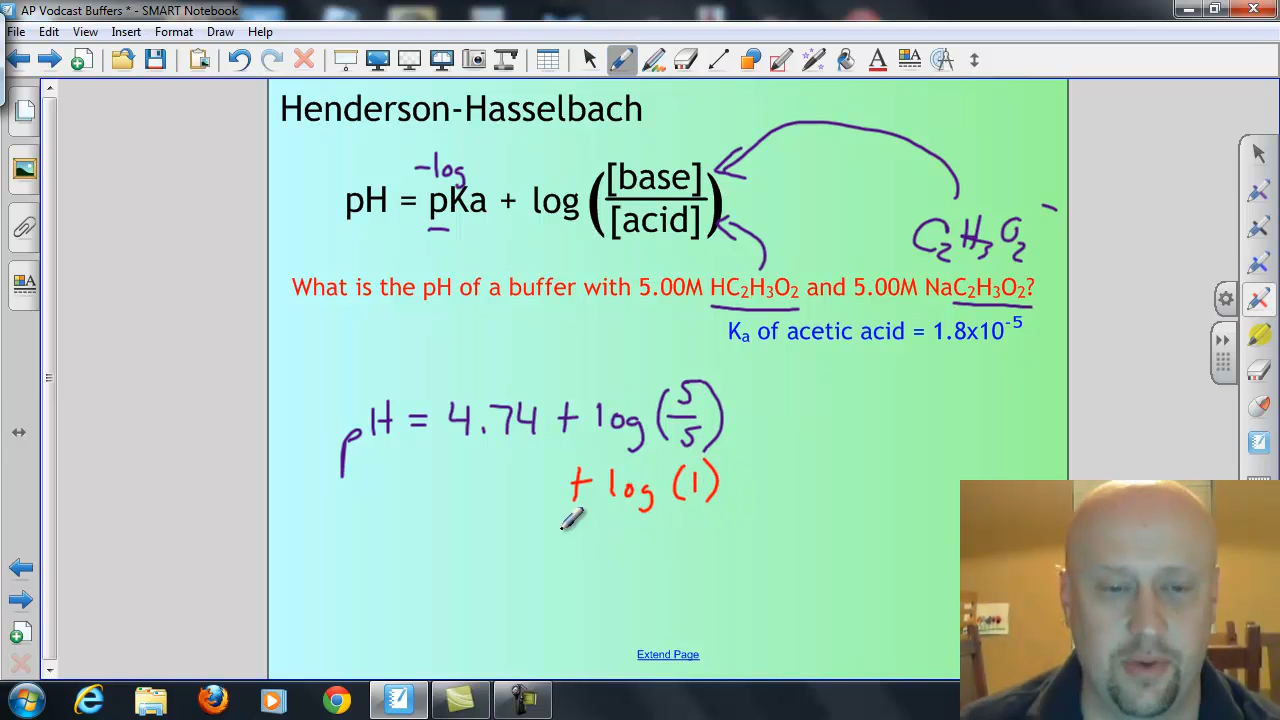 AP Vodcast Buffers * - SMART Notebook
File Edit View Insert Format Draw Help
Henderson-Hasselbach
-log
pH = pKa + log ([base]/[acid])
C₂H₃O₂⁻
What is the pH of a buffer with 5.00M HC₂H₃O₂ and 5.00M NaC₂H₃O₂?
Kₐ of acetic acid = 1.8x10⁻⁵
pH = 4.74 + log (5/5)
+ log (1)
Extend Page